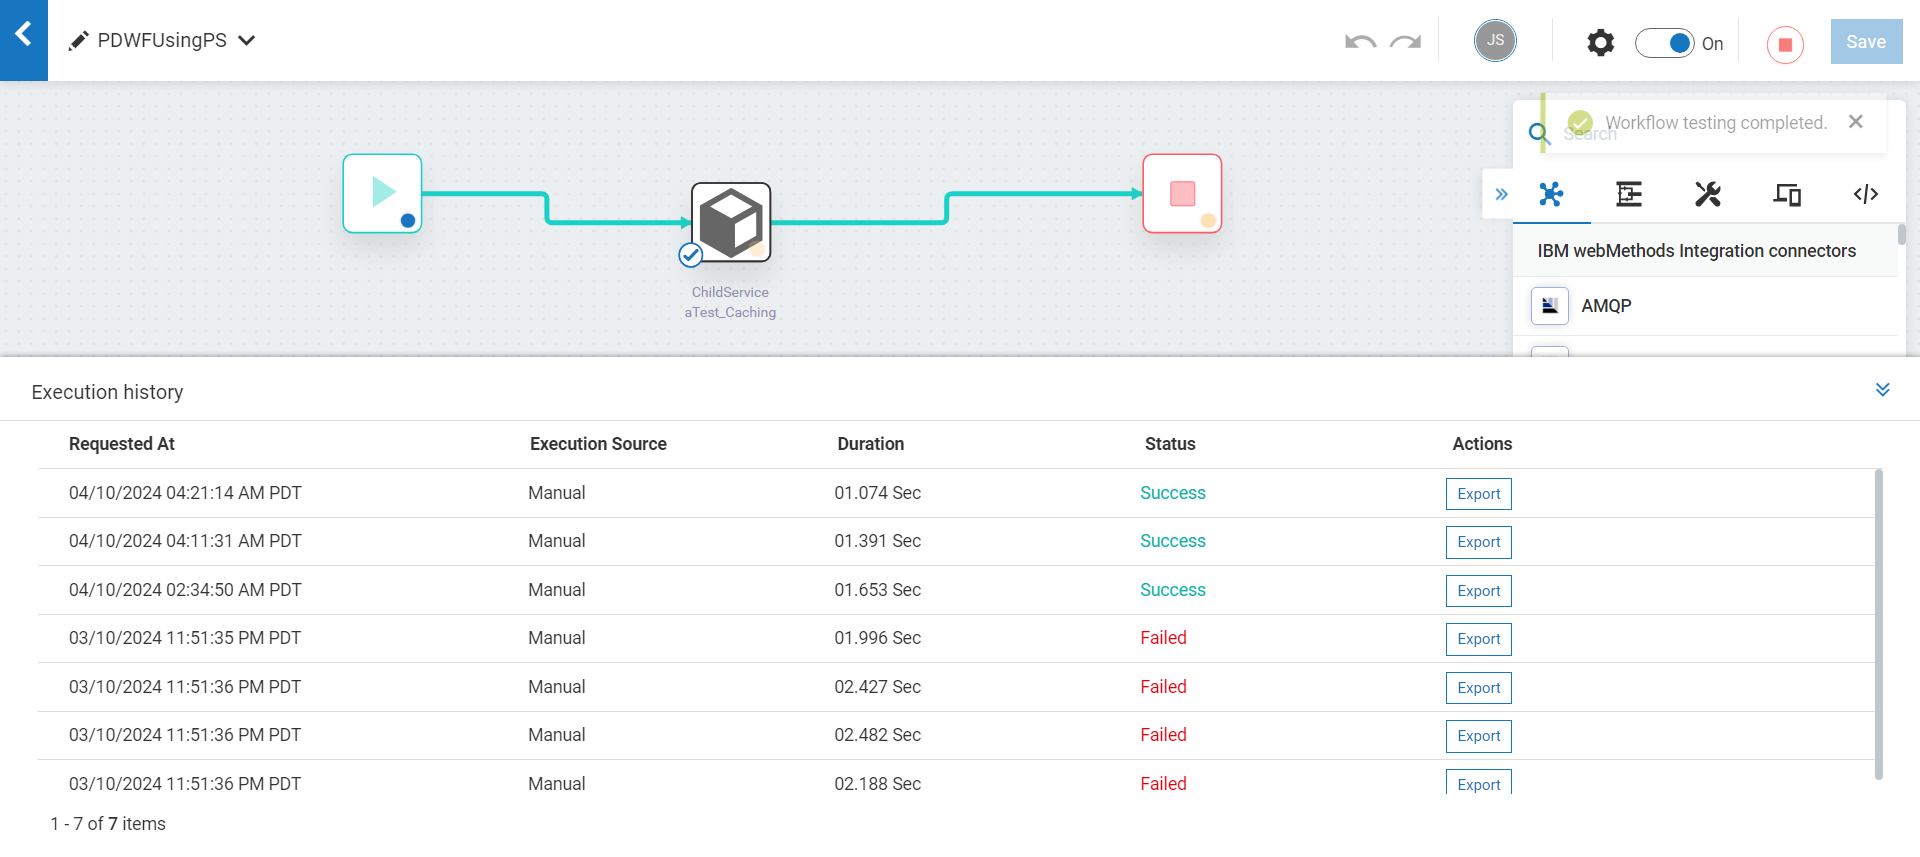 PDWFUsingPS
JS
On
Save
Workflow testing completed.
Search
ChildService
aTest_Caching
IBM webMethods Integration connectors
AMQP
Execution history
Requested At Execution Source Duration Status Actions
04/10/2024 04:21:14 AM PDT Manual 01.074 Sec Success Export
04/10/2024 04:11:31 AM PDT Manual 01.391 Sec Success Export
04/10/2024 02:34:50 AM PDT Manual 01.653 Sec Success Export
03/10/2024 11:51:35 PM PDT Manual 01.996 Sec Failed Export
03/10/2024 11:51:36 PM PDT Manual 02.427 Sec Failed Export
03/10/2024 11:51:36 PM PDT Manual 02.482 Sec Failed Export
03/10/2024 11:51:36 PM PDT Manual 02.188 Sec Failed Export
1 - 7 of 7 items